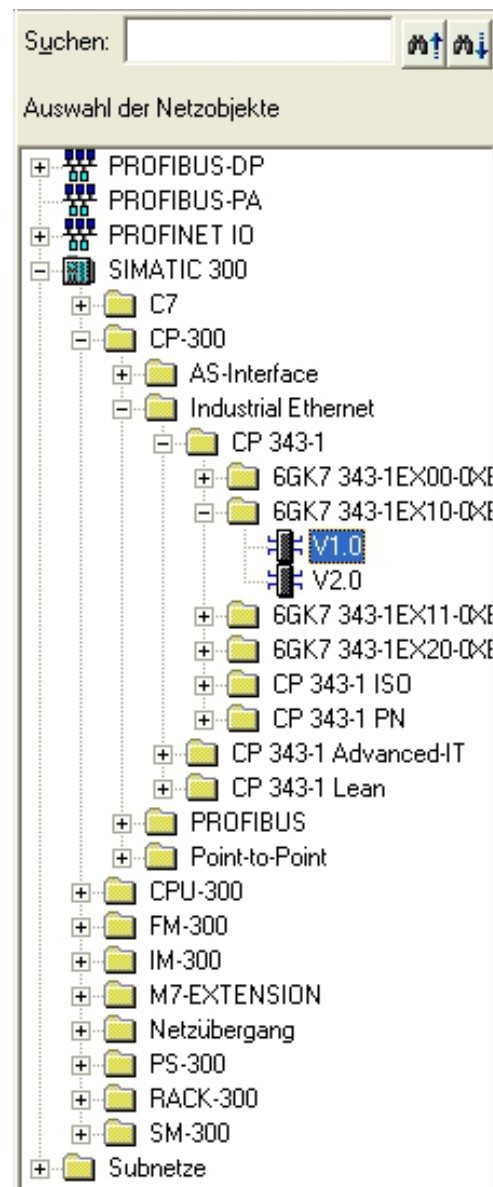 Suchen:
Auswahl der Netzobjekte
PROFIBUS-DP
PROFIBUS-PA
PROFINET IO
SIMATIC 300
C7
CP-300
AS-Interface
Industrial Ethernet
CP 343-1
6GK7 343-1EX00-0XE
6GK7 343-1EX10-0XE
V1.0
V2.0
6GK7 343-1EX11-0XE
6GK7 343-1EX20-0XE
CP 343-1 ISO
CP 343-1 PN
CP 343-1 Advanced-IT
CP 343-1 Lean
PROFIBUS
Point-to-Point
CPU-300
FM-300
IM-300
M7-EXTENSION
Netzübergang
PS-300
RACK-300
SM-300
Subnetze